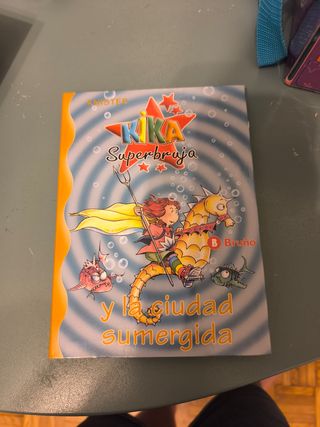 KNISTER
KIKA
Superbruja
B Bruño
y la ciudad
sumergida